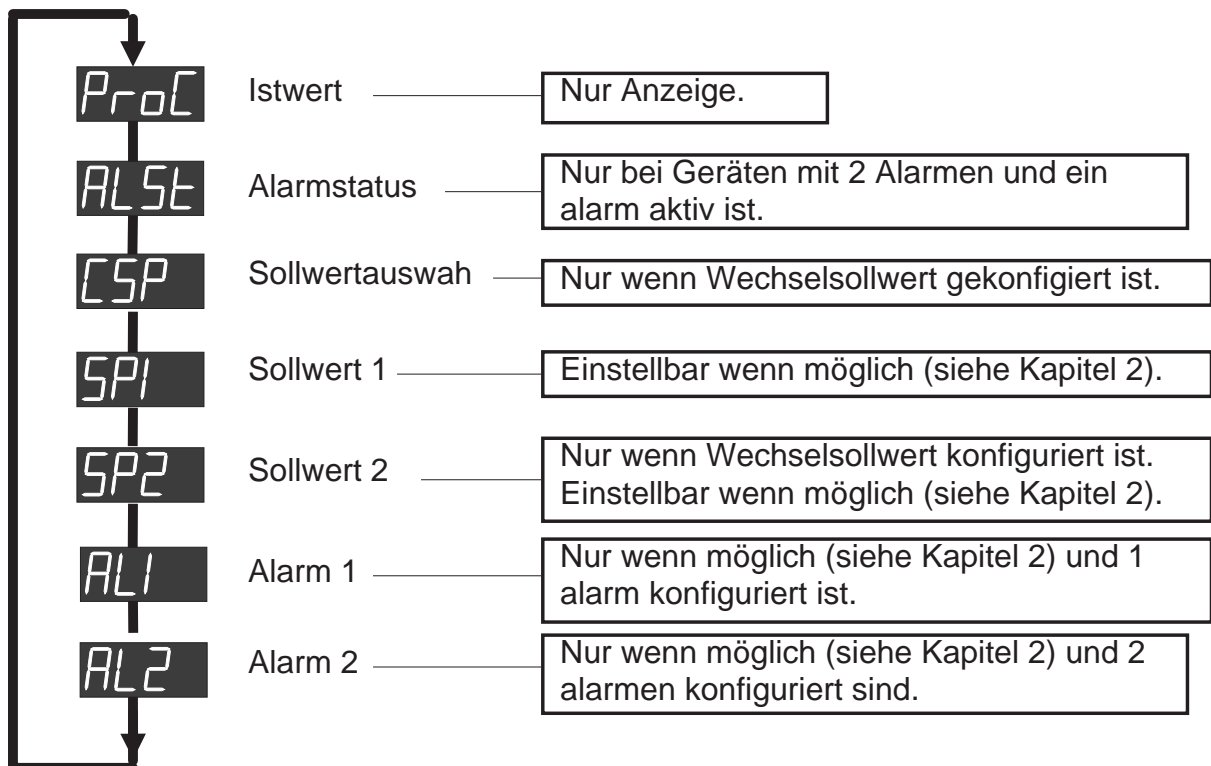 ProC Istwert Nur Anzeige.
ALSt Alarmstatus Nur bei Geräten mit 2 Alarmen und ein
alarm aktiv ist.
CSP Sollwertauswah Nur wenn Wechselsollwert gekonfigiert ist.
SP1 Sollwert 1 Einstellbar wenn möglich (siehe Kapitel 2).
SP2 Sollwert 2 Nur wenn Wechselsollwert konfiguriert ist.
Einstellbar wenn möglich (siehe Kapitel 2).
AL1 Alarm 1 Nur wenn möglich (siehe Kapitel 2) und 1
alarm konfiguriert ist.
AL2 Alarm 2 Nur wenn möglich (siehe Kapitel 2) und 2
alarmen konfiguriert sind.